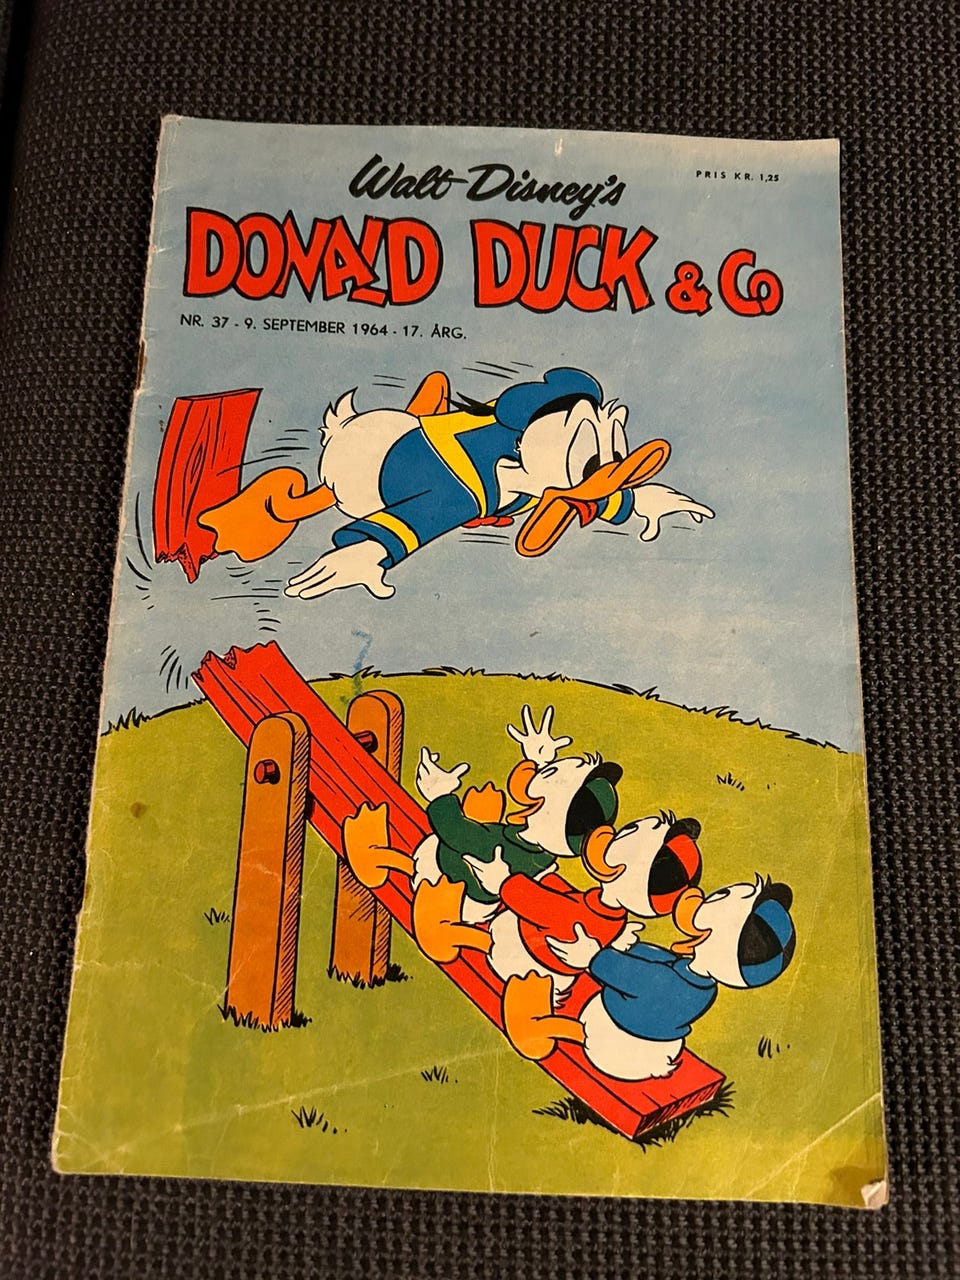 Walt Disney's
PRIS KR. 1,25
DONALD DUCK & Co
NR. 37 - 9. SEPTEMBER 1964 - 17. ÅRG.